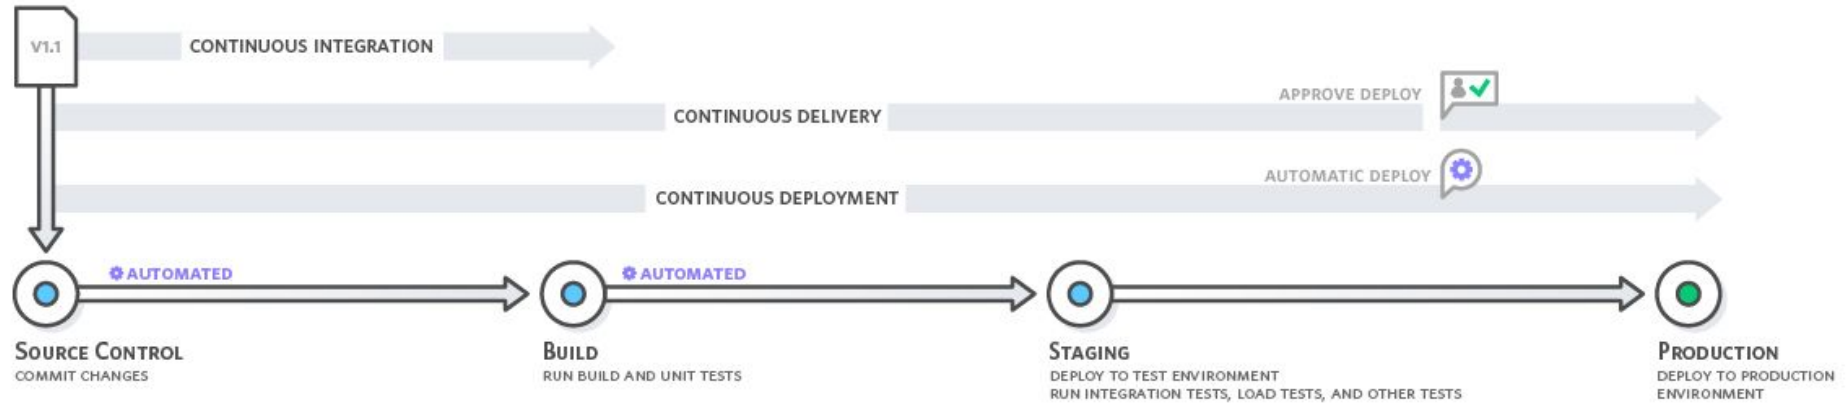 V1.1
CONTINUOUS INTEGRATION
APPROVE DEPLOY
CONTINUOUS DELIVERY
AUTOMATIC DEPLOY
CONTINUOUS DEPLOYMENT
AUTOMATED
AUTOMATED
SOURCE CONTROL
COMMIT CHANGES
BUILD
RUN BUILD AND UNIT TESTS
STAGING
DEPLOY TO TEST ENVIRONMENT
RUN INTEGRATION TESTS, LOAD TESTS, AND OTHER TESTS
PRODUCTION
DEPLOY TO PRODUCTION
ENVIRONMENT